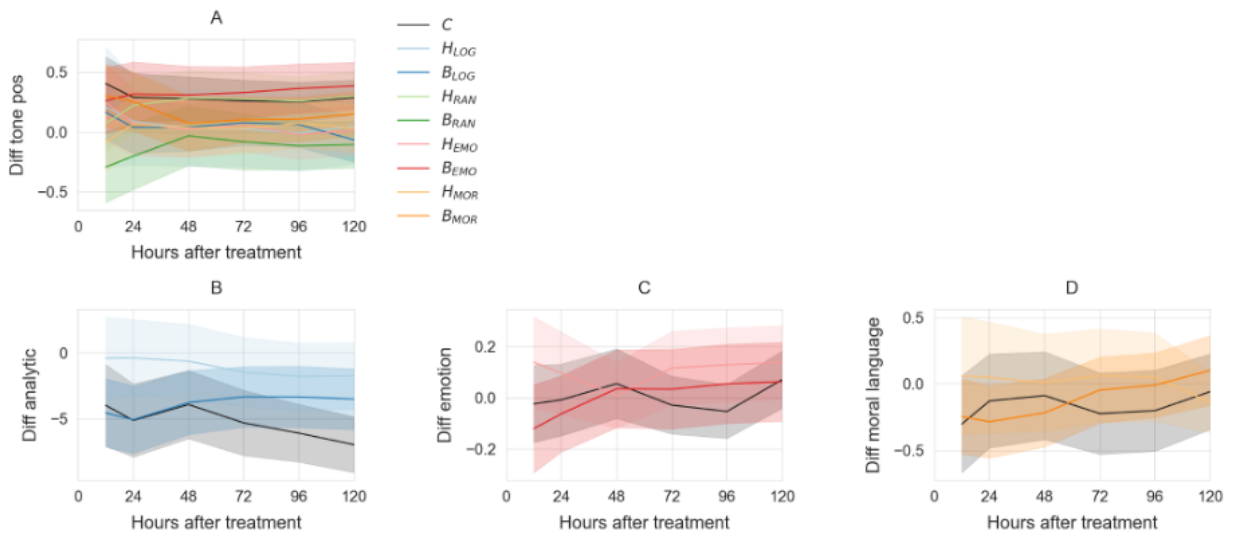 A
Diff tone pos
0.5
0.0
−0.5
0 24 48 72 96 120
Hours after treatment
C
H_LOG
B_LOG
H_RAN
B_RAN
H_EMO
B_EMO
H_MOR
B_MOR
B
Diff analytic
0
−5
0 24 48 72 96 120
Hours after treatment
C
Diff emotion
0.2
0.0
−0.2
0 24 48 72 96 120
Hours after treatment
D
Diff moral language
0.5
0.0
−0.5
0 24 48 72 96 120
Hours after treatment